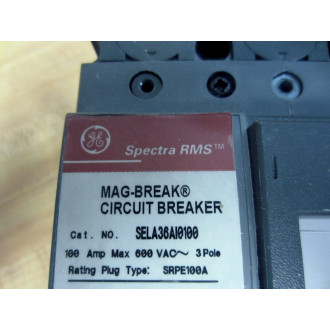 GE Spectra RMS™
MAG-BREAK®
CIRCUIT BREAKER
Cat. NO. SELA36AI0100
100 Amp Max 600 VAC～ 3 Pole
Rating Plug Type: SRPE100A